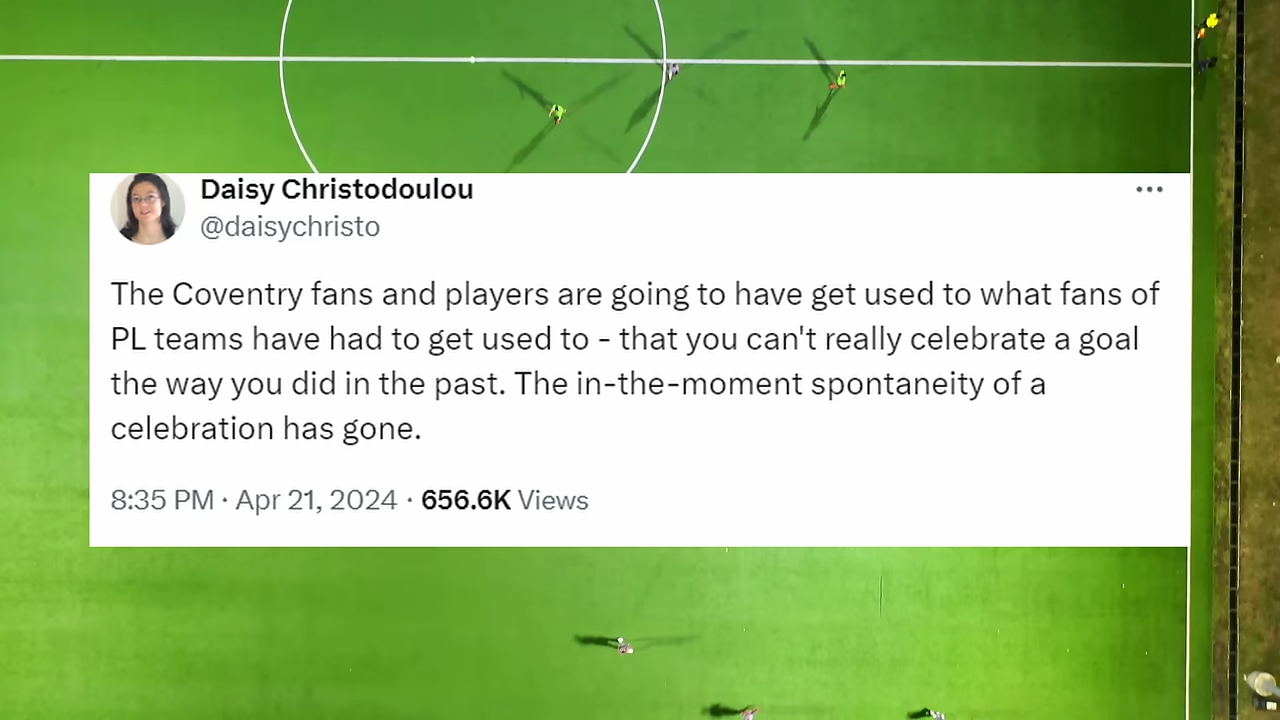 Daisy Christodoulou
@daisychristo
The Coventry fans and players are going to have get used to what fans of
PL teams have had to get used to - that you can't really celebrate a goal
the way you did in the past. The in-the-moment spontaneity of a
celebration has gone.
8:35 PM · Apr 21, 2024 · 656.6K Views